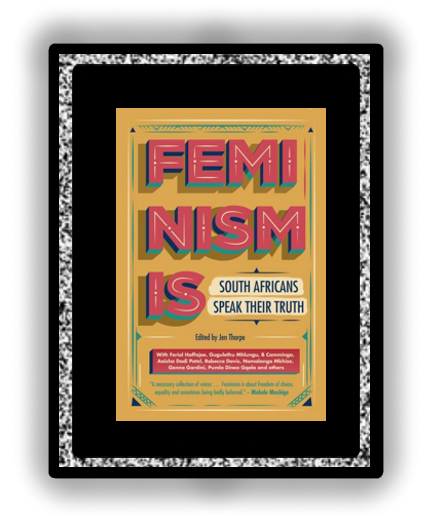 FEMI
NISM
IS
SOUTH AFRICANS
SPEAK THEIR TRUTH
Edited by Jen Thorpe
With Ferial Haffajee, Gugulethu Mhlungu, B Camminga,
Aaisha Dadi Patel, Rebecca Davis, Nomalanga Mkhize,
Genna Gardini, Pumla Dineo Gqola and others
“A necessary collection of voices . . . Feminism is about freedom of choice,
equality and sometimes being badly behaved.” – Mohale Mashigo